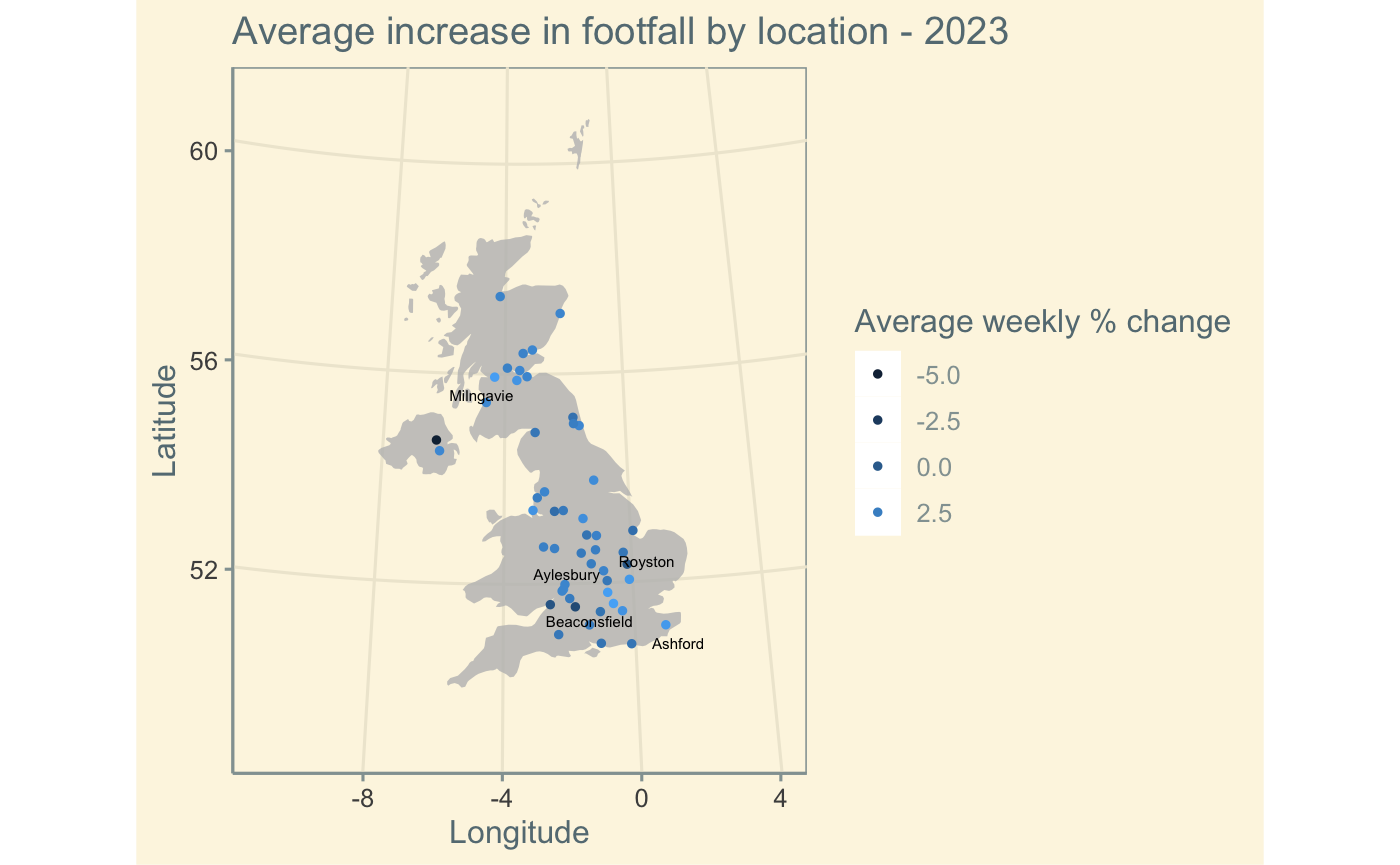 Average increase in footfall by location - 2023
60
56
52
Latitude
Milngavie
Royston
Aylesbury
Beaconsfield
Ashford
-8
-4
0
4
Longitude
Average weekly % change
-5.0
-2.5
0.0
2.5